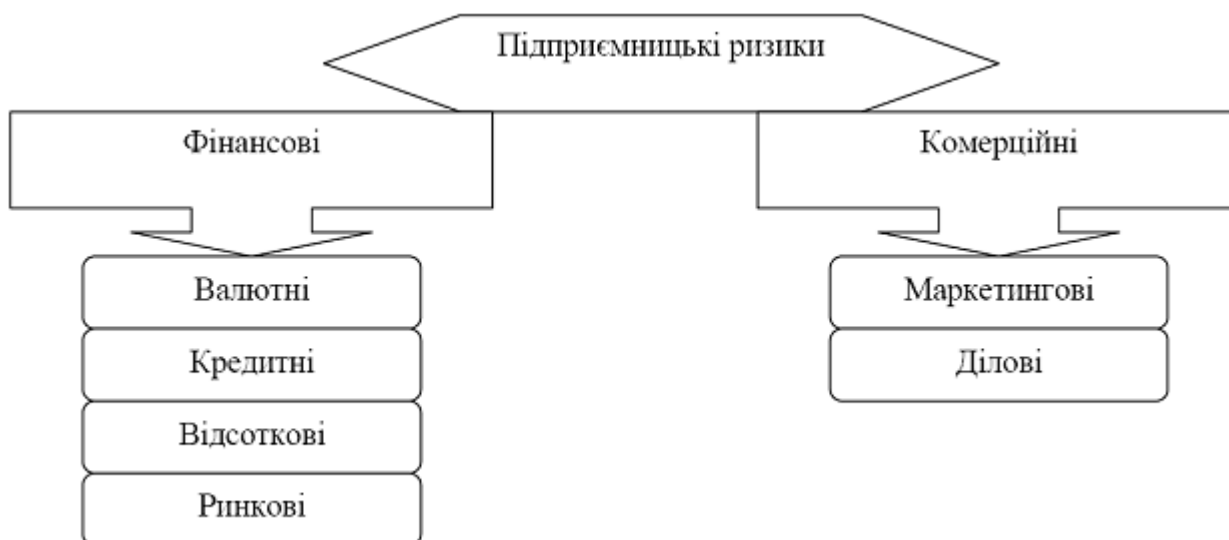 Підприємницькі ризики
Фінансові
Комерційні
Валютні
Кредитні
Відсоткові
Ринкові
Маркетингові
Ділові